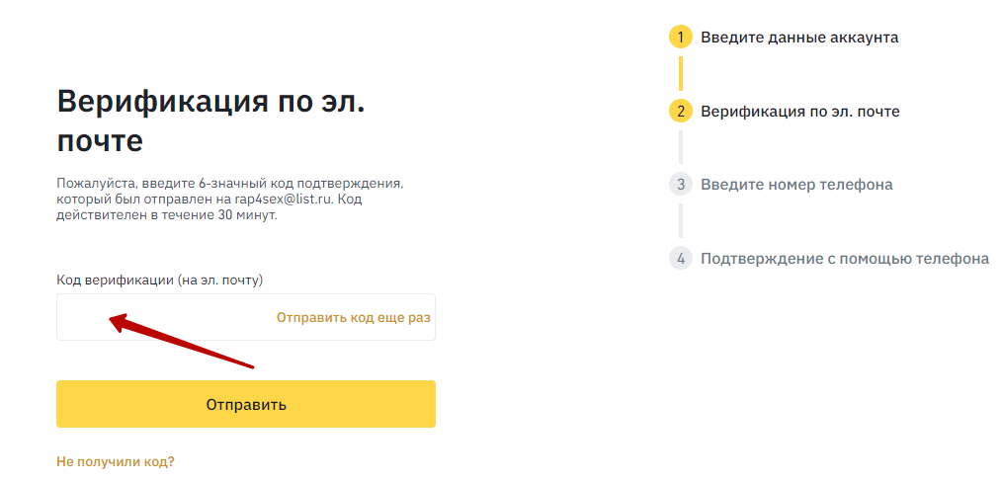 Верификация по эл.
почте
Пожалуйста, введите 6-значный код подтверждения,
который был отправлен на rap4sex@list.ru. Код
действителен в течение 30 минут.
Код верификации (на эл. почту)
Отправить код еще раз
Отправить
Не получили код?
1 Введите данные аккаунта
2 Верификация по эл. почте
3 Введите номер телефона
4 Подтверждение с помощью телефона